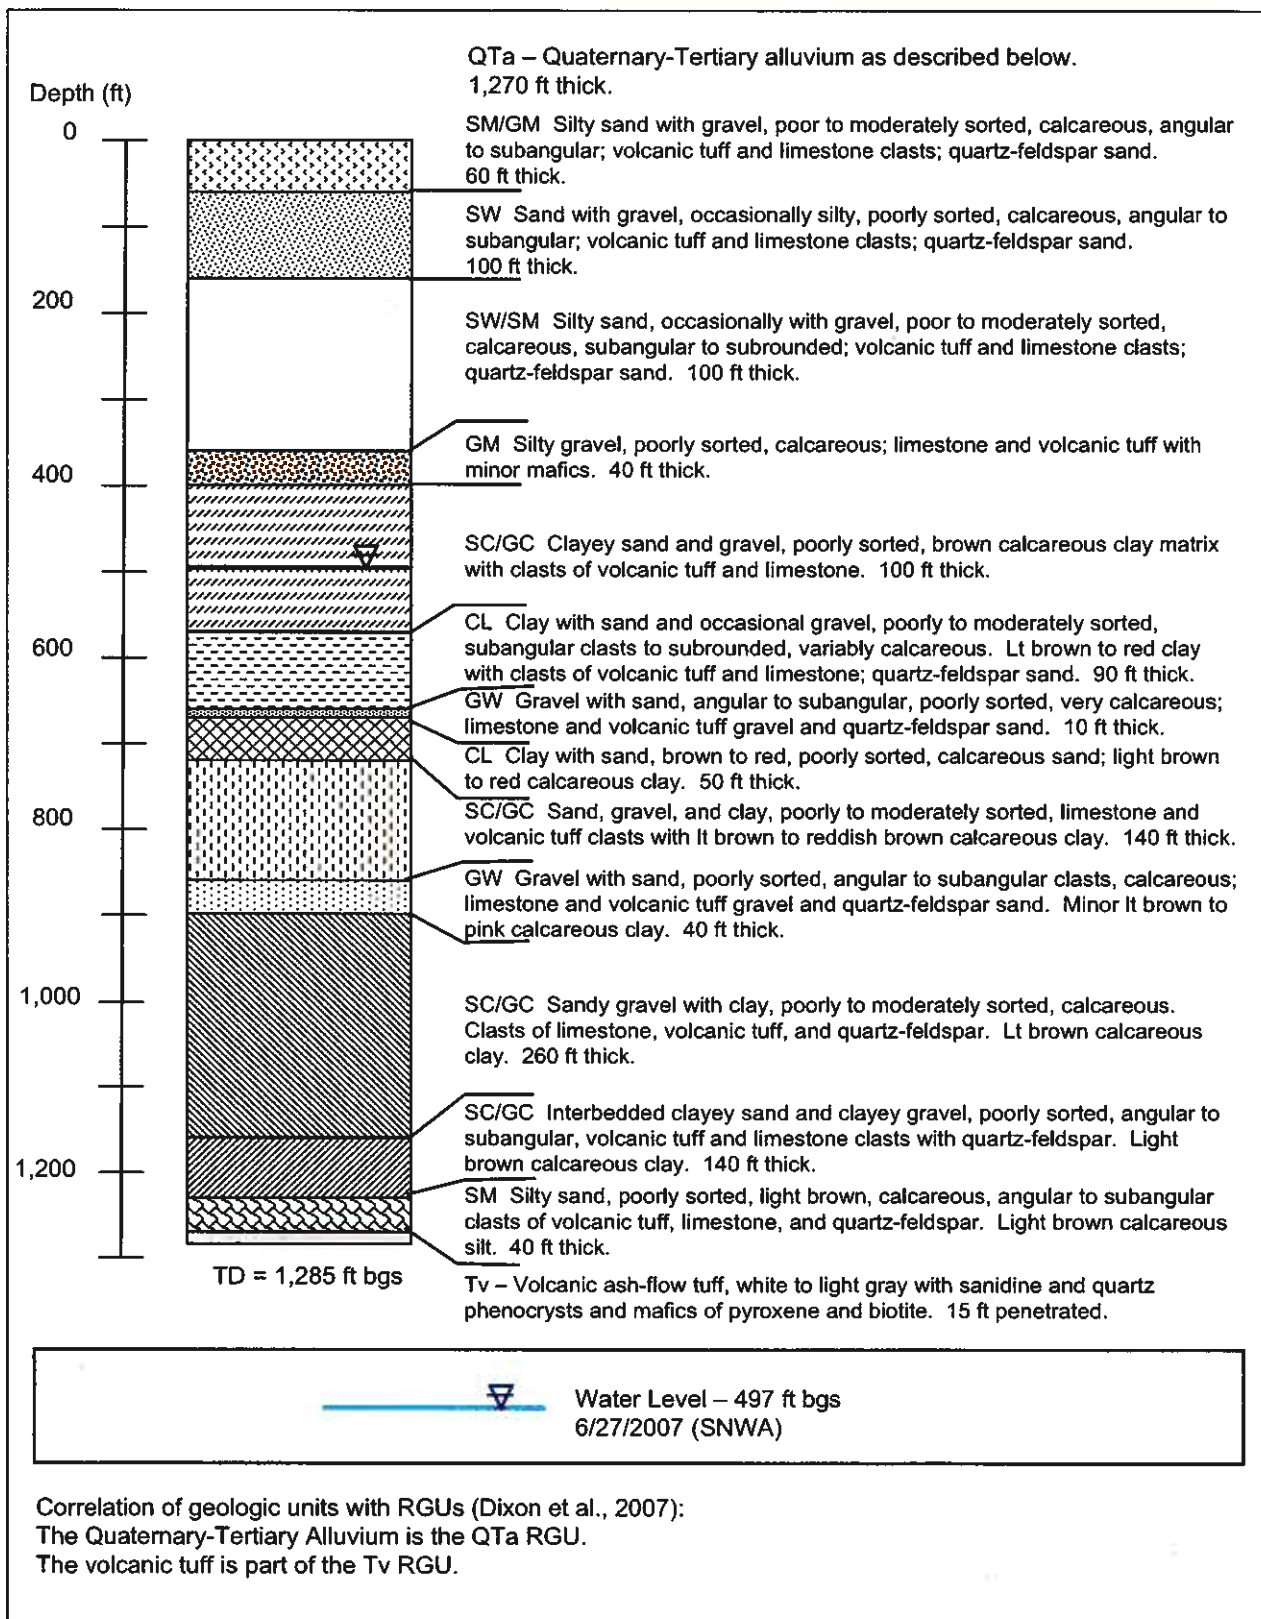 QTa – Quaternary-Tertiary alluvium as described below.
1,270 ft thick.
Depth (ft)
0
SM/GM Silty sand with gravel, poor to moderately sorted, calcareous, angular
to subangular; volcanic tuff and limestone clasts; quartz-feldspar sand.
60 ft thick.
SW Sand with gravel, occasionally silty, poorly sorted, calcareous, angular to
subangular; volcanic tuff and limestone clasts; quartz-feldspar sand.
100 ft thick.
200
SW/SM Silty sand, occasionally with gravel, poor to moderately sorted,
calcareous, subangular to subrounded; volcanic tuff and limestone clasts;
quartz-feldspar sand. 100 ft thick.
GM Silty gravel, poorly sorted, calcareous; limestone and volcanic tuff with
minor mafics. 40 ft thick.
400
SC/GC Clayey sand and gravel, poorly sorted, brown calcareous clay matrix
with clasts of volcanic tuff and limestone. 100 ft thick.
CL Clay with sand and occasional gravel, poorly to moderately sorted,
subangular clasts to subrounded, variably calcareous. Lt brown to red clay
with clasts of volcanic tuff and limestone; quartz-feldspar sand. 90 ft thick.
600
GW Gravel with sand, angular to subangular, poorly sorted, very calcareous;
limestone and volcanic tuff gravel and quartz-feldspar sand. 10 ft thick.
CL Clay with sand, brown to red, poorly sorted, calcareous sand; light brown
to red calcareous clay. 50 ft thick.
SC/GC Sand, gravel, and clay, poorly to moderately sorted, limestone and
volcanic tuff clasts with lt brown to reddish brown calcareous clay. 140 ft thick.
800
GW Gravel with sand, poorly sorted, angular to subangular clasts, calcareous;
limestone and volcanic tuff gravel and quartz-feldspar sand. Minor lt brown to
pink calcareous clay. 40 ft thick.
1,000
SC/GC Sandy gravel with clay, poorly to moderately sorted, calcareous.
Clasts of limestone, volcanic tuff, and quartz-feldspar. Lt brown calcareous
clay. 260 ft thick.
SC/GC Interbedded clayey sand and clayey gravel, poorly sorted, angular to
subangular, volcanic tuff and limestone clasts with quartz-feldspar. Light
brown calcareous clay. 140 ft thick.
1,200
SM Silty sand, poorly sorted, light brown, calcareous, angular to subangular
clasts of volcanic tuff, limestone, and quartz-feldspar. Light brown calcareous
silt. 40 ft thick.
TD = 1,285 ft bgs
Tv – Volcanic ash-flow tuff, white to light gray with sanidine and quartz
phenocrysts and mafics of pyroxene and biotite. 15 ft penetrated.
Water Level – 497 ft bgs
6/27/2007 (SNWA)
Correlation of geologic units with RGUs (Dixon et al., 2007):
The Quaternary-Tertiary Alluvium is the QTa RGU.
The volcanic tuff is part of the Tv RGU.